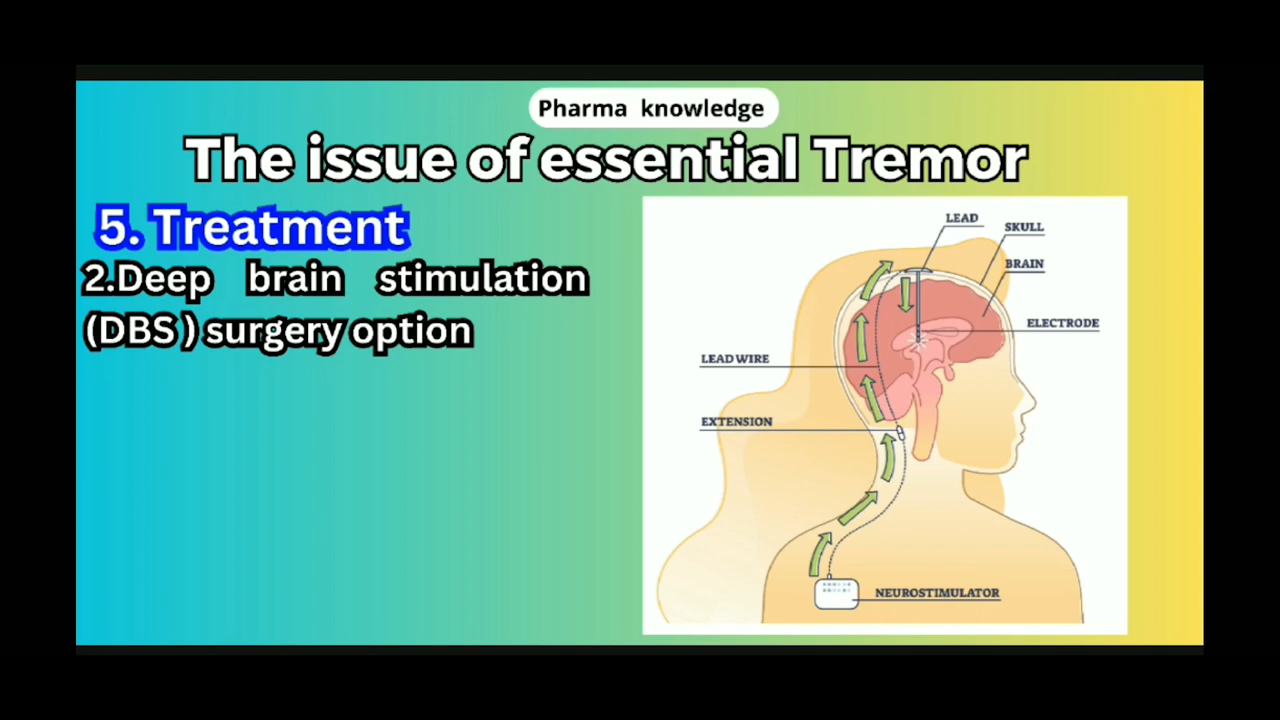 Pharma knowledge
The issue of essential Tremor
5. Treatment
2.Deep brain stimulation
(DBS ) surgery option
LEAD
SKULL
BRAIN
ELECTRODE
LEAD WIRE
EXTENSION
NEUROSTIMULATOR